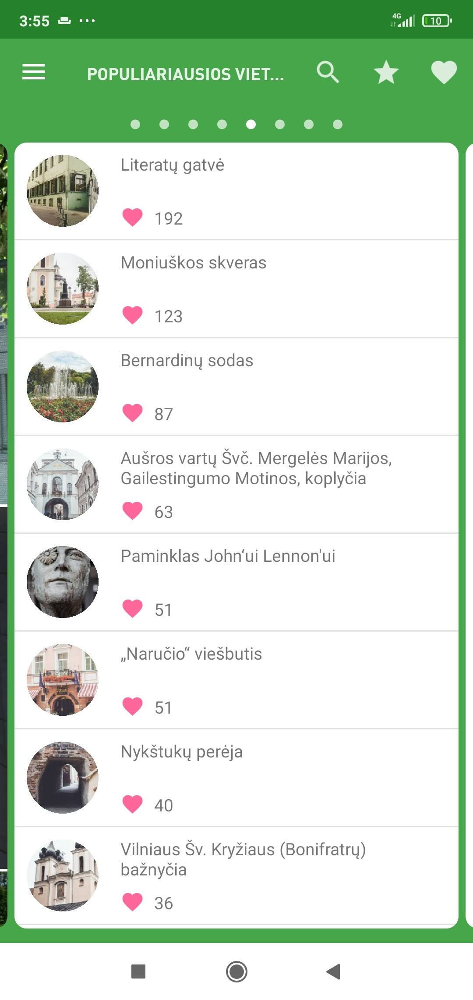 3:55
4G
10
POPULIARIAUSIOS VIET...
Literatų gatvė
192
Moniuškos skveras
123
Bernardinų sodas
87
Aušros vartų Švč. Mergelės Marijos,
Gailestingumo Motinos, koplyčia
63
Paminklas John‘ui Lennon'ui
51
„Naručio“ viešbutis
51
Nykštukų perėja
40
Vilniaus Šv. Kryžiaus (Bonifratrų)
bažnyčia
36